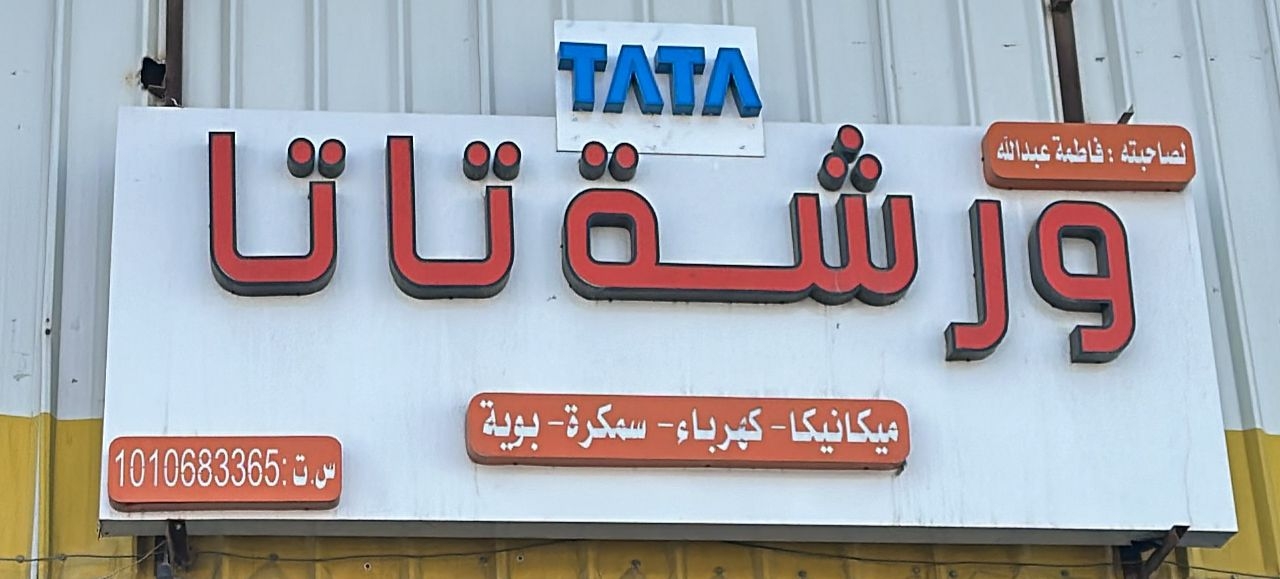 TATA
لصاحبته : فاطمة عبدالله
ورشة تاتا
ميكانيكا - كهرباء - سمكرة - بوية
س.ت: 1010683365